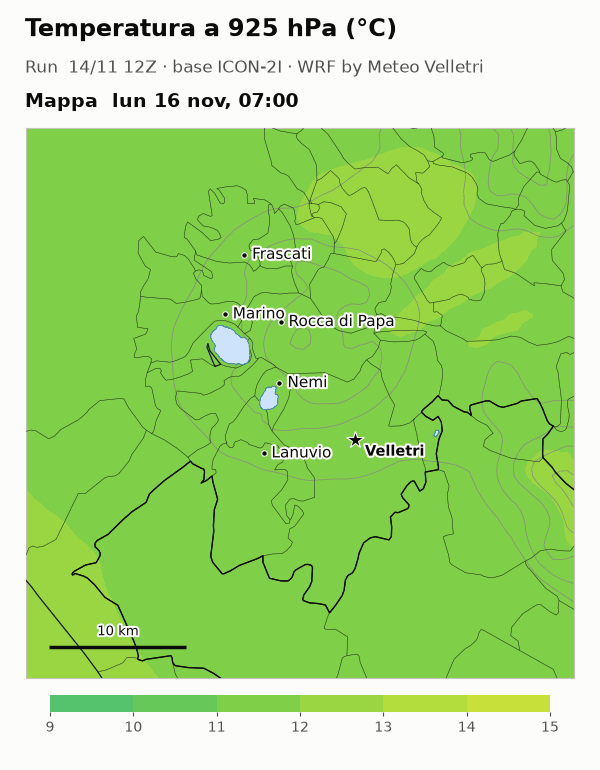 Temperatura a 925 hPa (°C)
Run  14/11 12Z · base ICON-2I · WRF by Meteo Velletri
Mappa  lun 16 nov, 07:00
Frascati
Marino
Rocca di Papa
Nemi
Velletri
Lanuvio
10 km
9 10 11 12 13 14 15